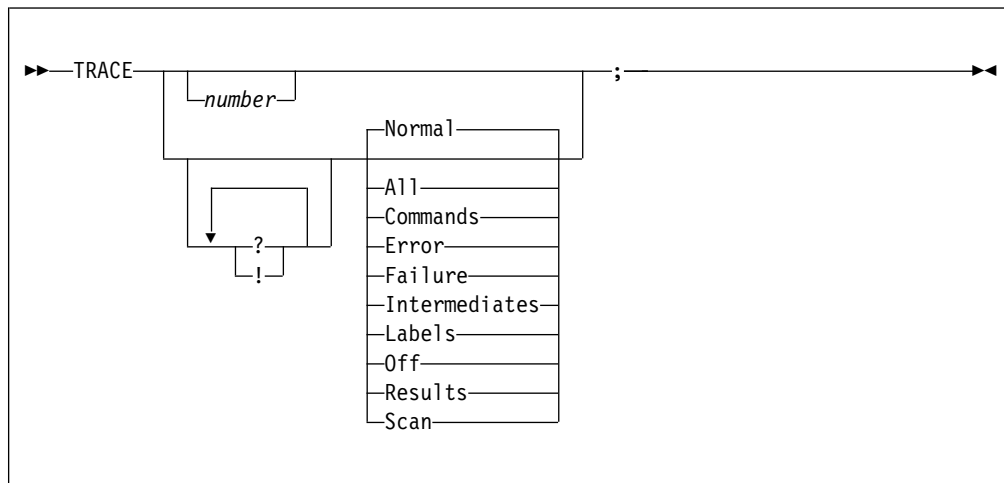 TRACE ;
number
Normal
All
Commands
? Error
! Failure
Intermediates
Labels
Off
Results
Scan